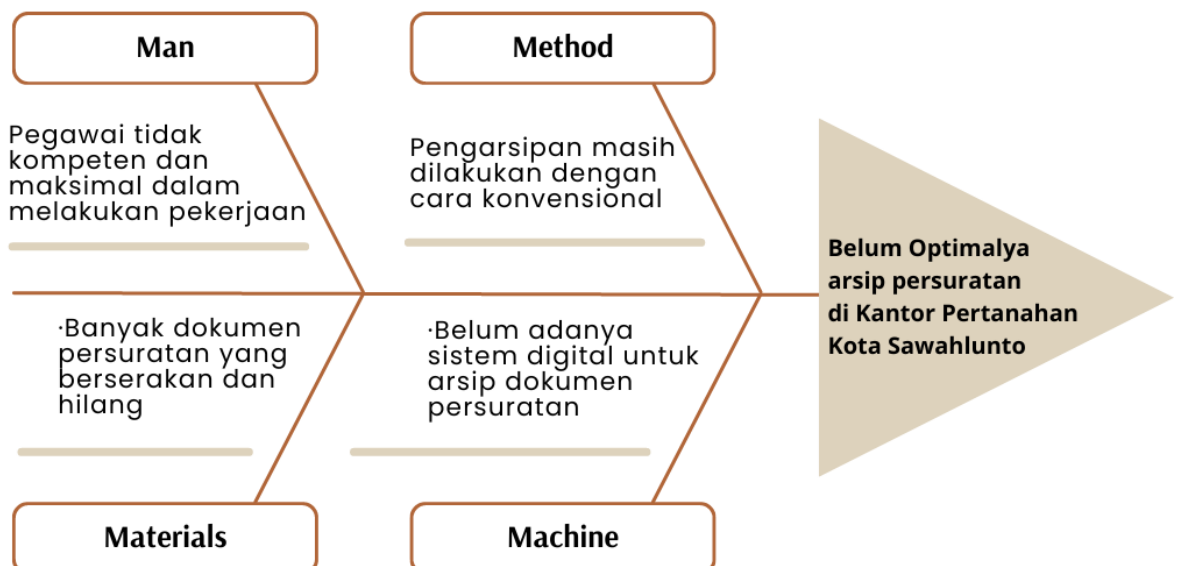 Man
Method
Pegawai tidak
kompeten dan
maksimal dalam
melakukan pekerjaan
Pengarsipan masih
dilakukan dengan
cara konvensional
Belum Optimalya
arsip persuratan
di Kantor Pertanahan
Kota Sawahlunto
·Banyak dokumen
persuratan yang
berserakan dan
hilang
·Belum adanya
sistem digital untuk
arsip dokumen
persuratan
Materials
Machine